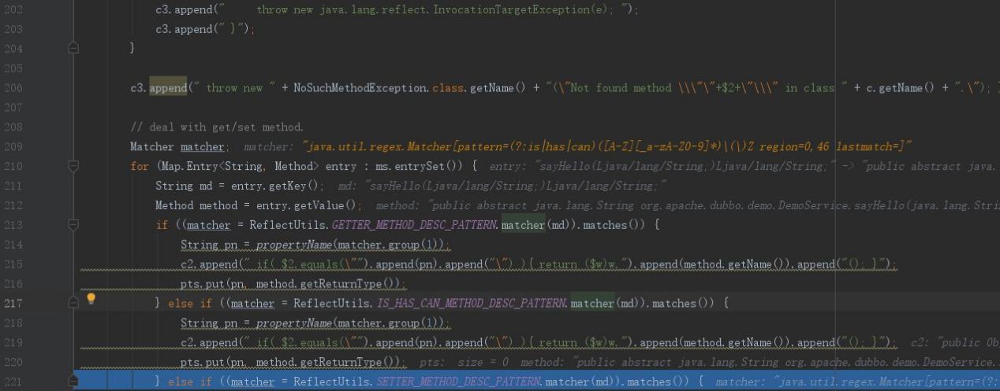 202 c3.append("     throw new java.lang.reflect.InvocationTargetException(e); ");
203 c3.append(" }");
204 }
205
206 c3.append(" throw new " + NoSuchMethodException.class.getName() + "(\"Not found method \\\"\"+$2+\"\\\" in class " + c.getName() + ".\");
207
208 // deal with get/set method.
209 Matcher matcher; matcher: "java.util.regex.Matcher[pattern=(?:is|has|can)([A-Z][_a-zA-Z0-9]*)\(\)Z region=0,46 lastmatch=]"
210 for (Map.Entry<String, Method> entry : ms.entrySet()) { entry: "sayHello(Ljava/lang/String;)Ljava/lang/String;" -> "public abstract java.
211 String md = entry.getKey(); md: "sayHello(Ljava/lang/String;)Ljava/lang/String;"
212 Method method = entry.getValue(); method: "public abstract java.lang.String org.apache.dubbo.demo.DemoService.sayHello(java.lang.Stri
213 if ((matcher = ReflectUtils.GETTER_METHOD_DESC_PATTERN.matcher(md)).matches()) {
214 String pn = propertyName(matcher.group(1));
215 c2.append(" if( $2.equals(\"").append(pn).append("\") ){ return ($w)w.").append(method.getName()).append("(); }");
216 pts.put(pn, method.getReturnType());
217 } else if ((matcher = ReflectUtils.IS_HAS_CAN_METHOD_DESC_PATTERN.matcher(md)).matches()) {
218 String pn = propertyName(matcher.group(1));
219 c2.append(" if( $2.equals(\"").append(pn).append("\") ){ return ($w)w.").append(method.getName()).append("(); }"); c2: "public Obj
220 pts.put(pn, method.getReturnType()); pts: size = 0 method: "public abstract java.lang.String org.apache.dubbo.demo.DemoService.
221 } else if ((matcher = ReflectUtils.SETTER_METHOD_DESC_PATTERN.matcher(md)).matches()) { matcher: "java.util.regex.Matcher[pattern=(?: